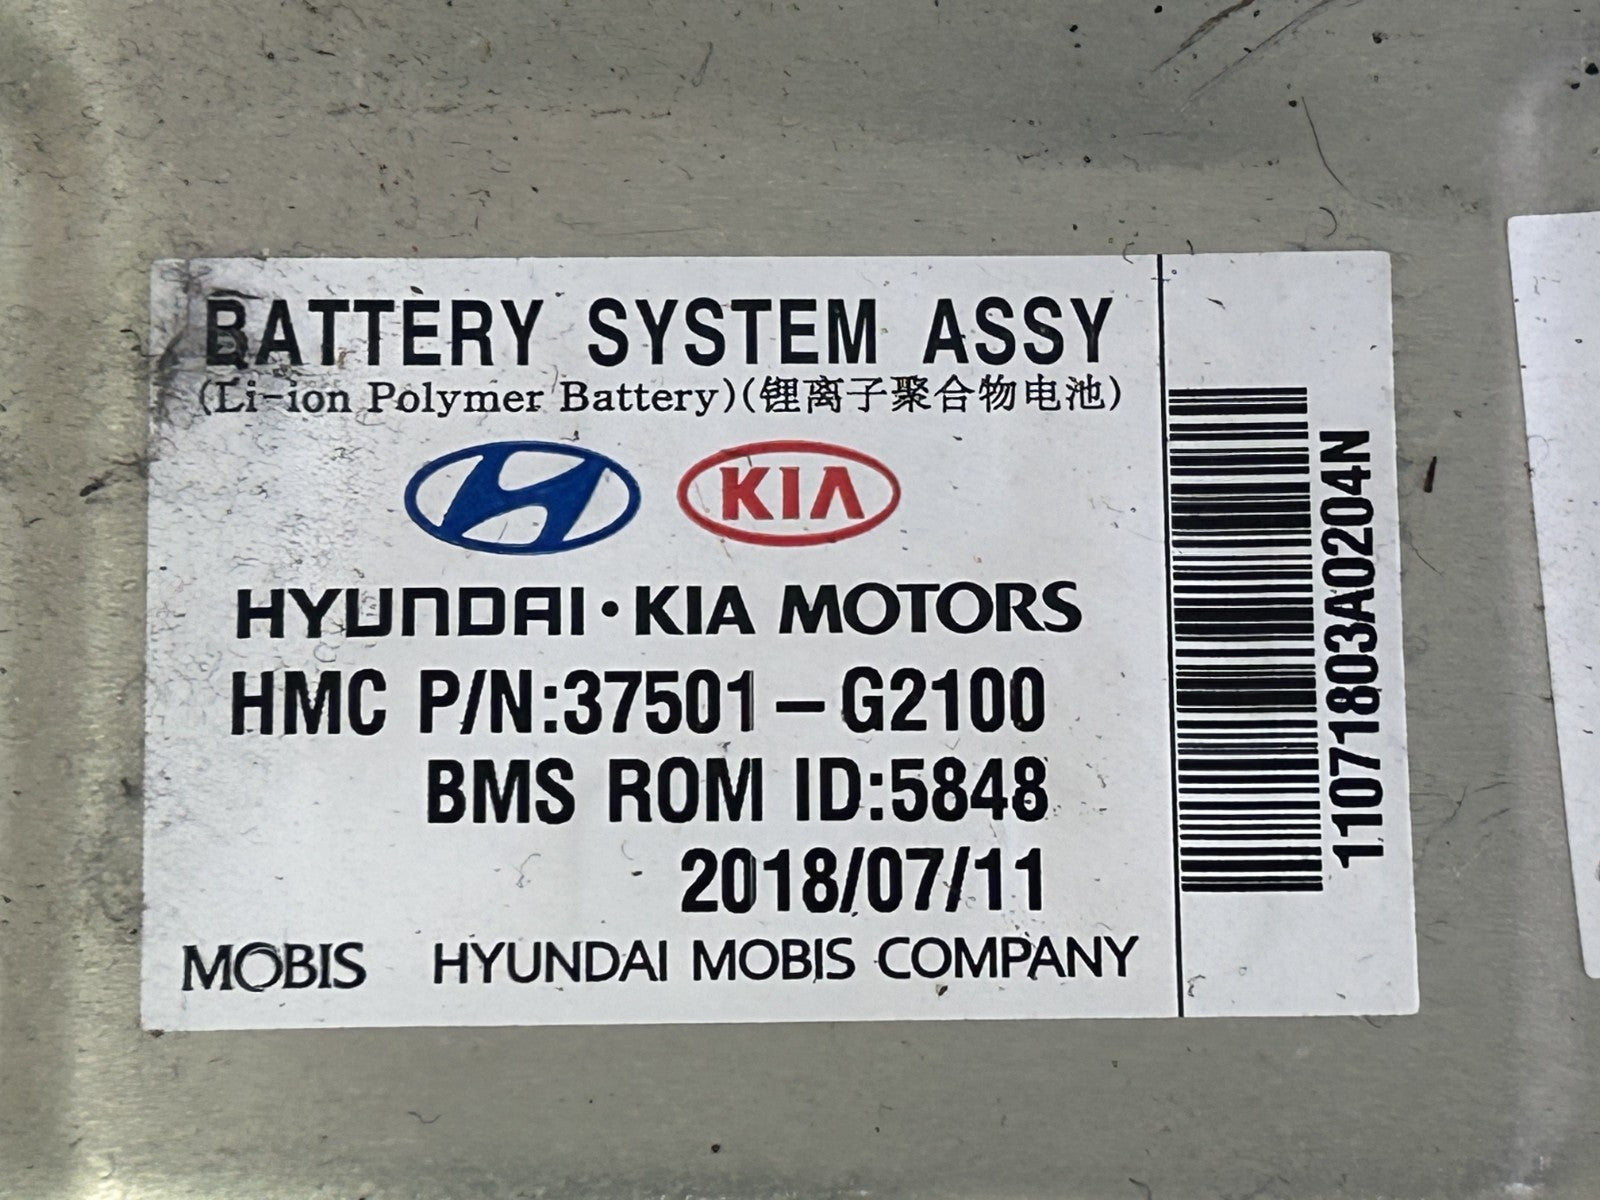 BATTERY SYSTEM ASSY
(Li-ion Polymer Battery)(锂离子聚合物电池)
KIA
HYUNDAI·KIA MOTORS
HMC P/N:37501-G2100
BMS ROM ID:5848
2018/07/11
MOBIS HYUNDAI MOBIS COMPANY
11071803A0204N